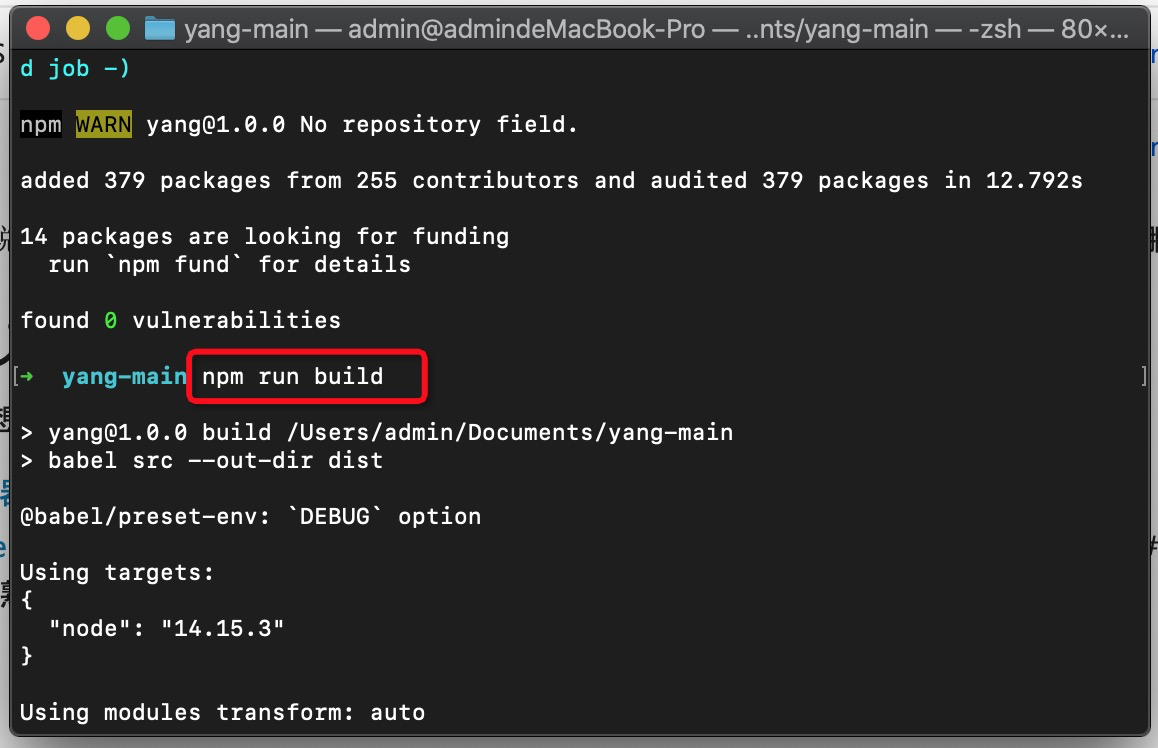 yang-main — admin@admindeMacBook-Pro — ..nts/yang-main — -zsh — 80×...
d job -)
npm WARN yang@1.0.0 No repository field.
added 379 packages from 255 contributors and audited 379 packages in 12.792s
14 packages are looking for funding
  run `npm fund` for details
found 0 vulnerabilities
[➜  yang-main npm run build ]
> yang@1.0.0 build /Users/admin/Documents/yang-main
> babel src --out-dir dist
@babel/preset-env: `DEBUG` option
Using targets:
{
  "node": "14.15.3"
}
Using modules transform: auto